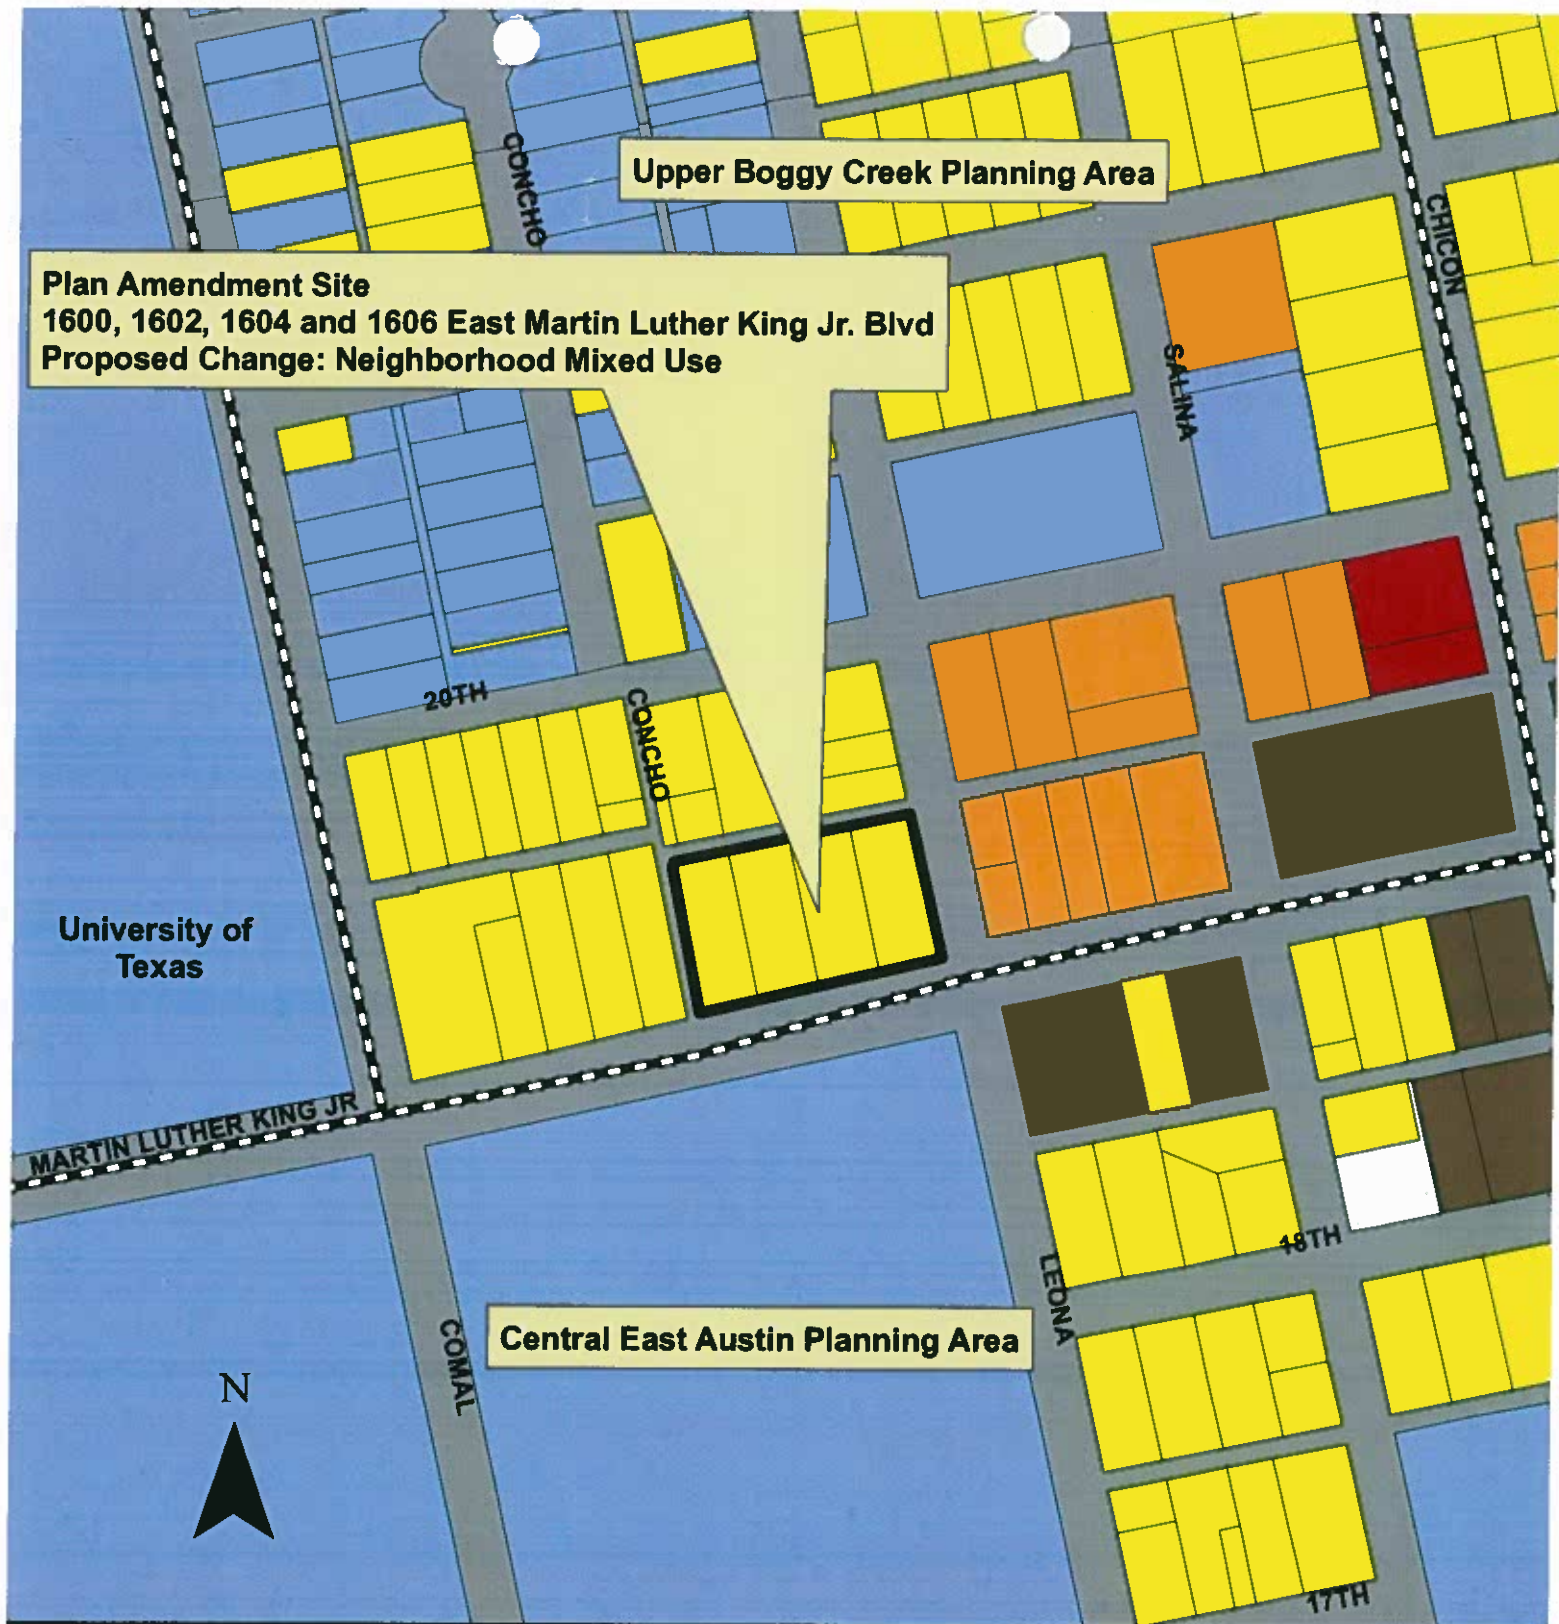 CONCHO
Upper Boggy Creek Planning Area
CHICON
Plan Amendment Site
1600, 1602, 1604 and 1606 East Martin Luther King Jr. Blvd
Proposed Change: Neighborhood Mixed Use
SALINA
20TH
CONCHO
University of
Texas
MARTIN LUTHER KING JR
18TH
LEONA
Central East Austin Planning Area
COMAL
N
17TH